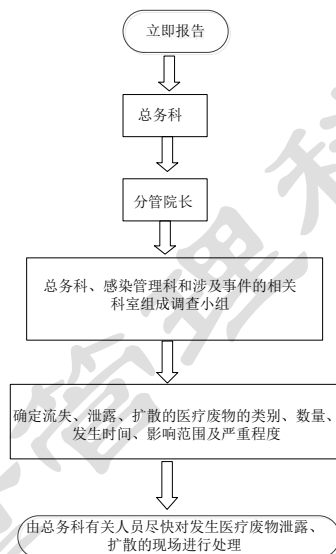 立即报告
总务科
分管院长
总务科、感染管理科和涉及事件的相关
科室组成调查小组
确定流失、泄露、扩散的医疗废物的类别、数量、
发生时间、影响范围及严重程度
由总务科有关人员尽快对发生医疗废物泄露、
扩散的现场进行处理
管理科